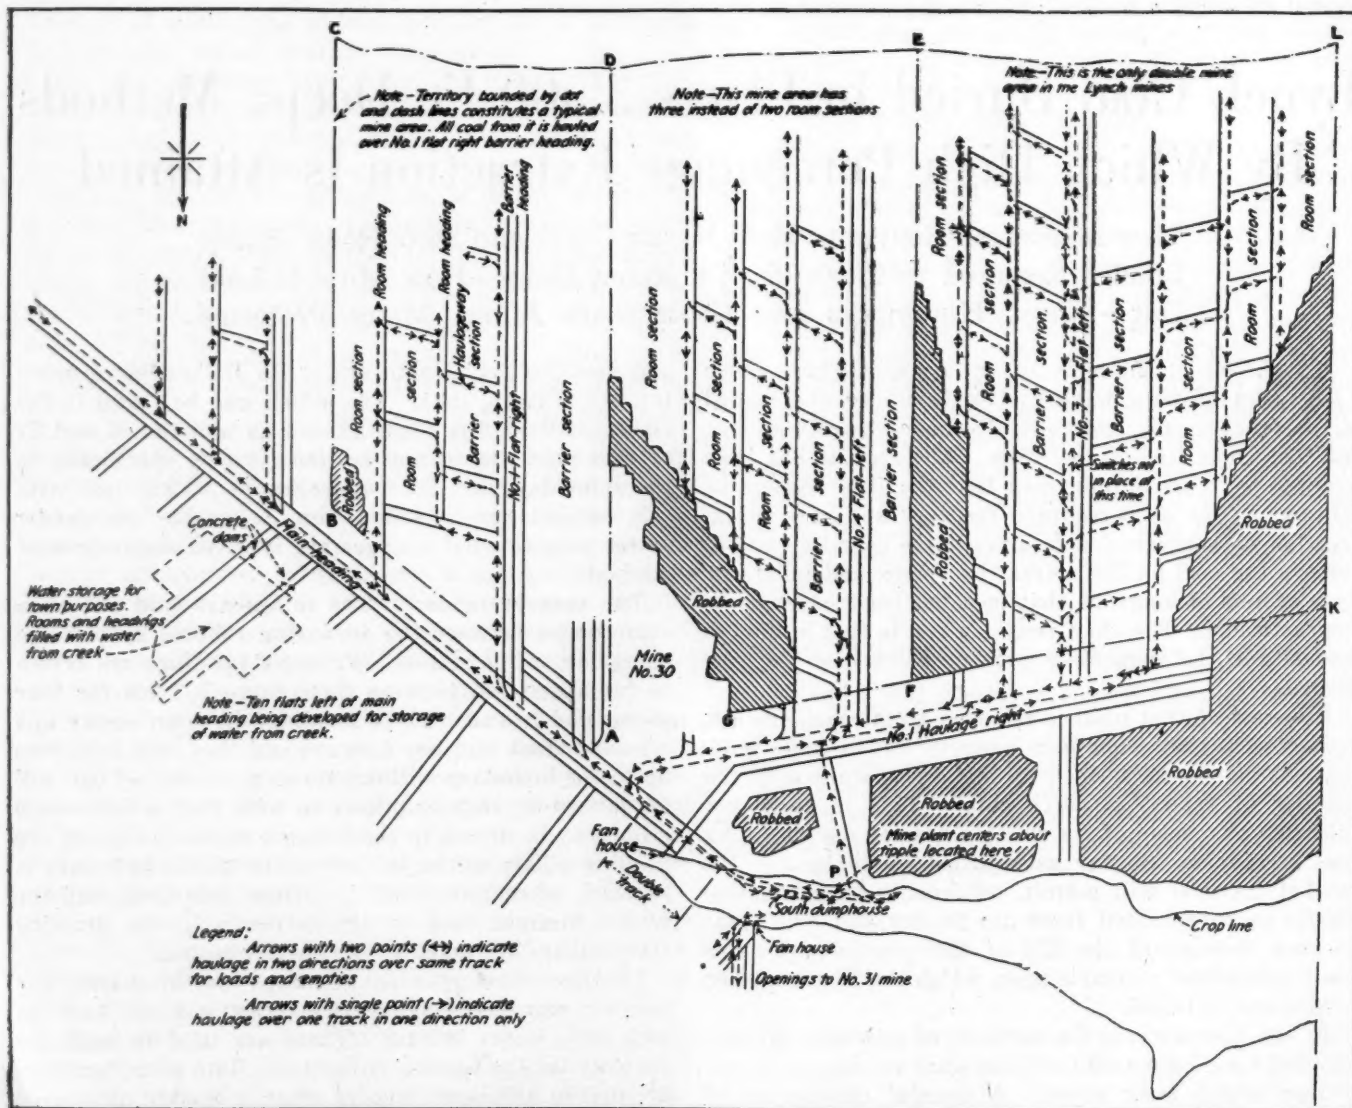 C
D
E
L
Note—Territory bounded by dot
and dash lines constitutes a typical
mine area. All coal from it is hauled
over No.1 flat right barrier heading.
Note—This mine area has
three instead of two room sections
Note—This is the only double mine
area in the Lynch mines
N
Room heading
Room heading
Barrier
heading
Room section
Room section
Haulageway
Barrier section
No.1 Flat-right
Barrier section
Room section
Room section
Room section
Barrier section
No.4 Flat-left
Barrier section
Room section
Room section
Barrier section
Barrier section
Room section
Room section
Room section
Switches not
in place at
this time
Robbed
Robbed
Robbed
Robbed
B
Main heading
Concrete
dams
Water storage for
town purposes.
Rooms and headings
filled with water
from creek
Note—Ten flats left of main
heading being developed for storage
of water from creek.
Mine
No.30
A
H
F
K
No.1 Haulage right
Robbed
Robbed
Robbed
Mine plant centers about
tipple located here
Fan
house
Double
track
P
South dumphouse
Fan house
Openings to No.31 mine
Crop line
Legend:
Arrows with two points (↔) indicate
haulage in two directions over same track
for loads and empties
Arrows with single point (→) indicate
haulage over one track in one direction only